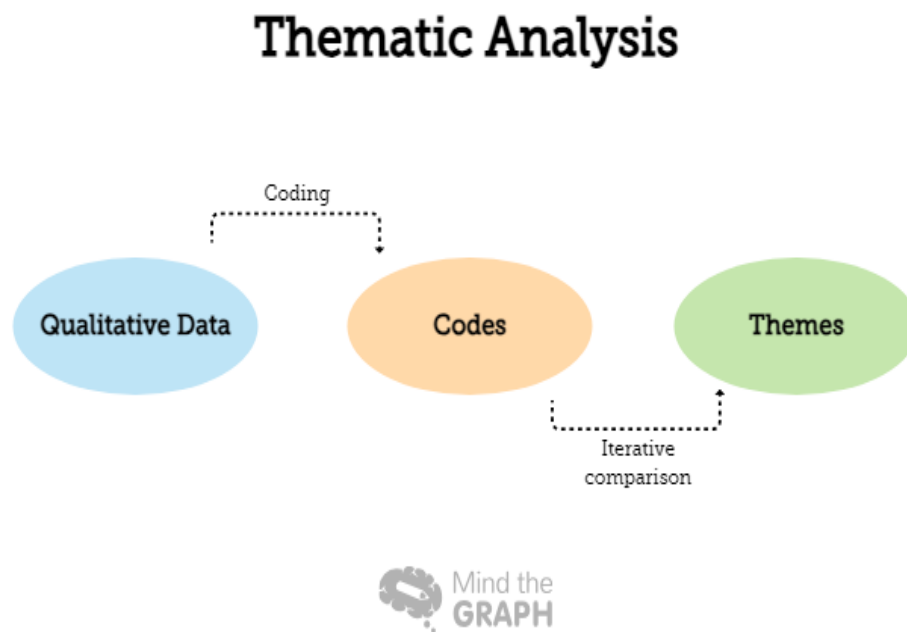 Thematic Analysis
Coding
Qualitative Data
Codes
Themes
Iterative
comparison
Mind the
GRAPH